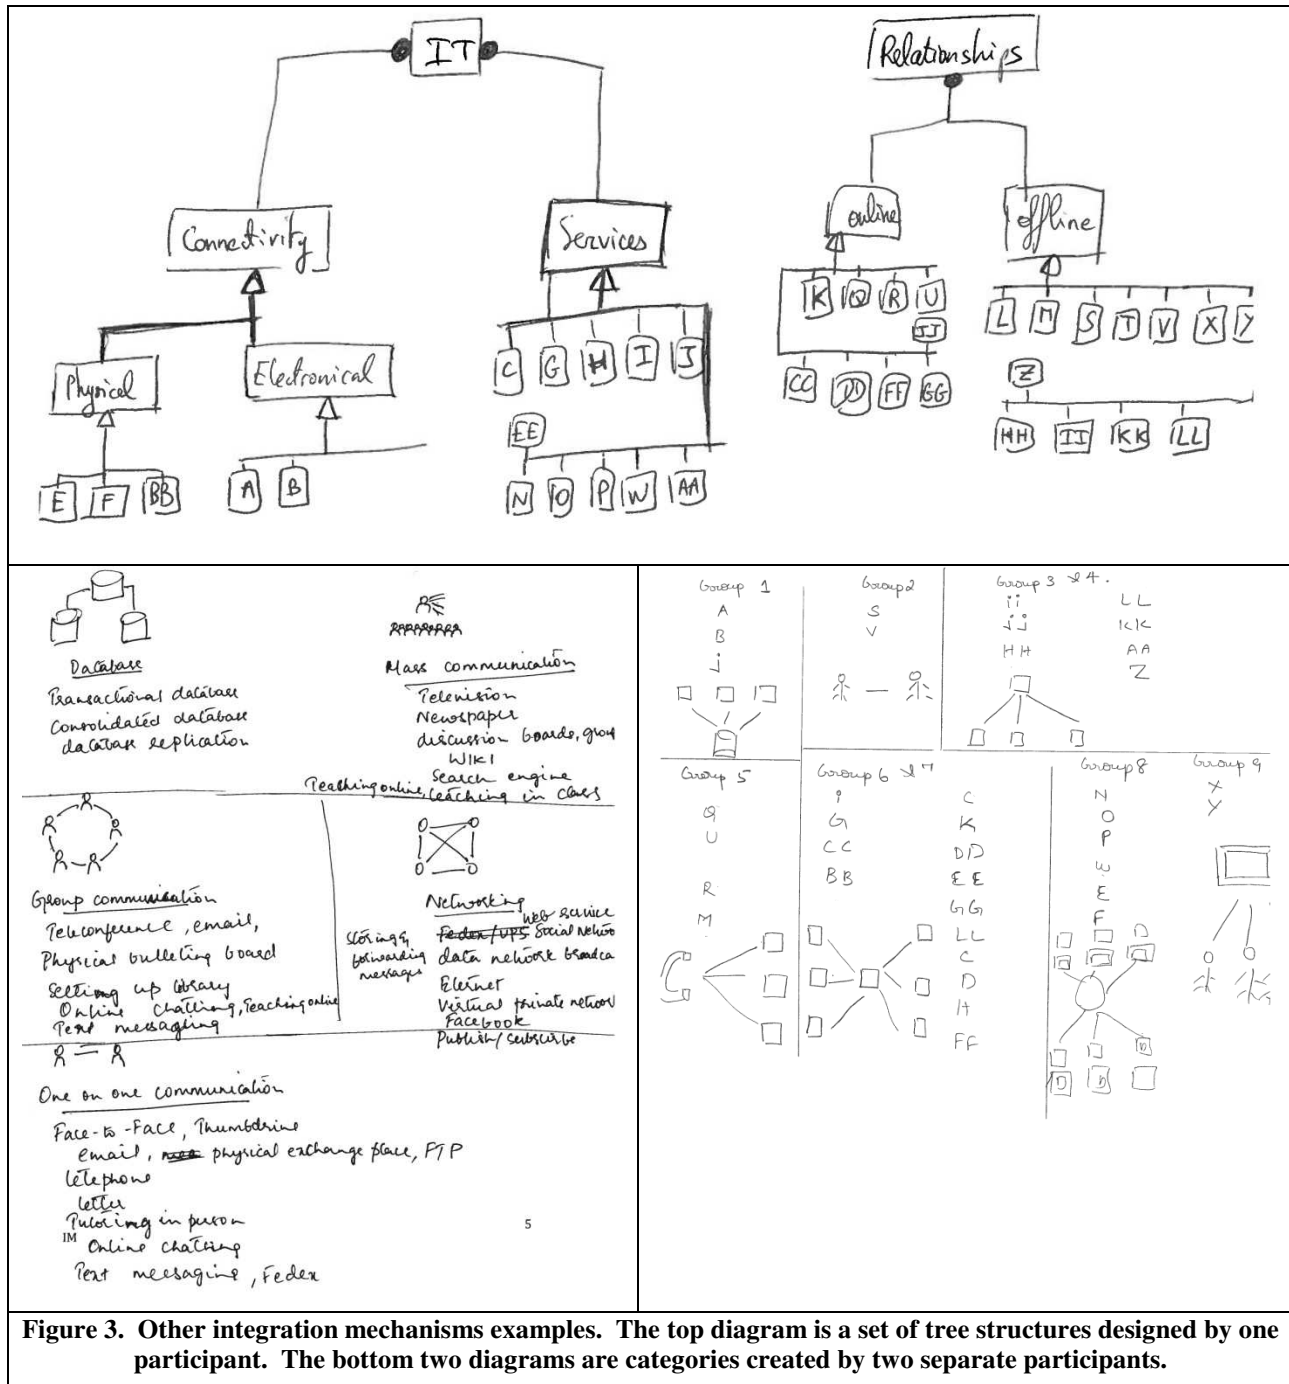 IT
Relationships
Connectivity
Services
online
offline
Physical
Electronical
K Q R U
JJ
L M S T V X Y
C G H I J
CC DD FF GG
Z
HH II KK LL
EE
E F BB
A B
N O P W AA
Database
Transactional database
Consolidated database
database replication
Mass communication
Television
Newspaper
discussion boards, group
WIKI
Search engine
Teaching online, teaching in class
Group communication
Teleconference, email,
Physical bulleting board
Setting up library
Online chatting, Teaching online
Text messagling
Networking
web service
Storing & forwarding messages
Fedex/UPS Social Networ
data network broadca
Eternet
Virtual private networ
Facebook
Publish/subscribe
One on one communication
Face-to-Face, Thumbdrive
email, physical exchange place, FTP
telephone
letter
Tutoring in person
IM Online chatting
Text messaging, Fedex
5
Group 1
A
B
j
Group 2
S
V
Group 3 & 4.
ii LL
jj KK
HH AA
Z
Group 5
Q
U
R
M
Group 6 & 7
i C
G K
CC DD
BB EE
GG
LL
C
D
H
FF
Group 8
N
O
P
W
E
F
D
D D D
Group 9
X
Y
Figure 3. Other integration mechanisms examples. The top diagram is a set of tree structures designed by one
participant. The bottom two diagrams are categories created by two separate participants.